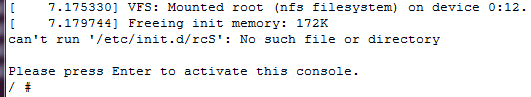 [    7.175330] VFS: Mounted root (nfs filesystem) on device 0:12.
[    7.179744] Freeing init memory: 172K
can't run '/etc/init.d/rcS': No such file or directory

Please press Enter to activate this console.
/ #